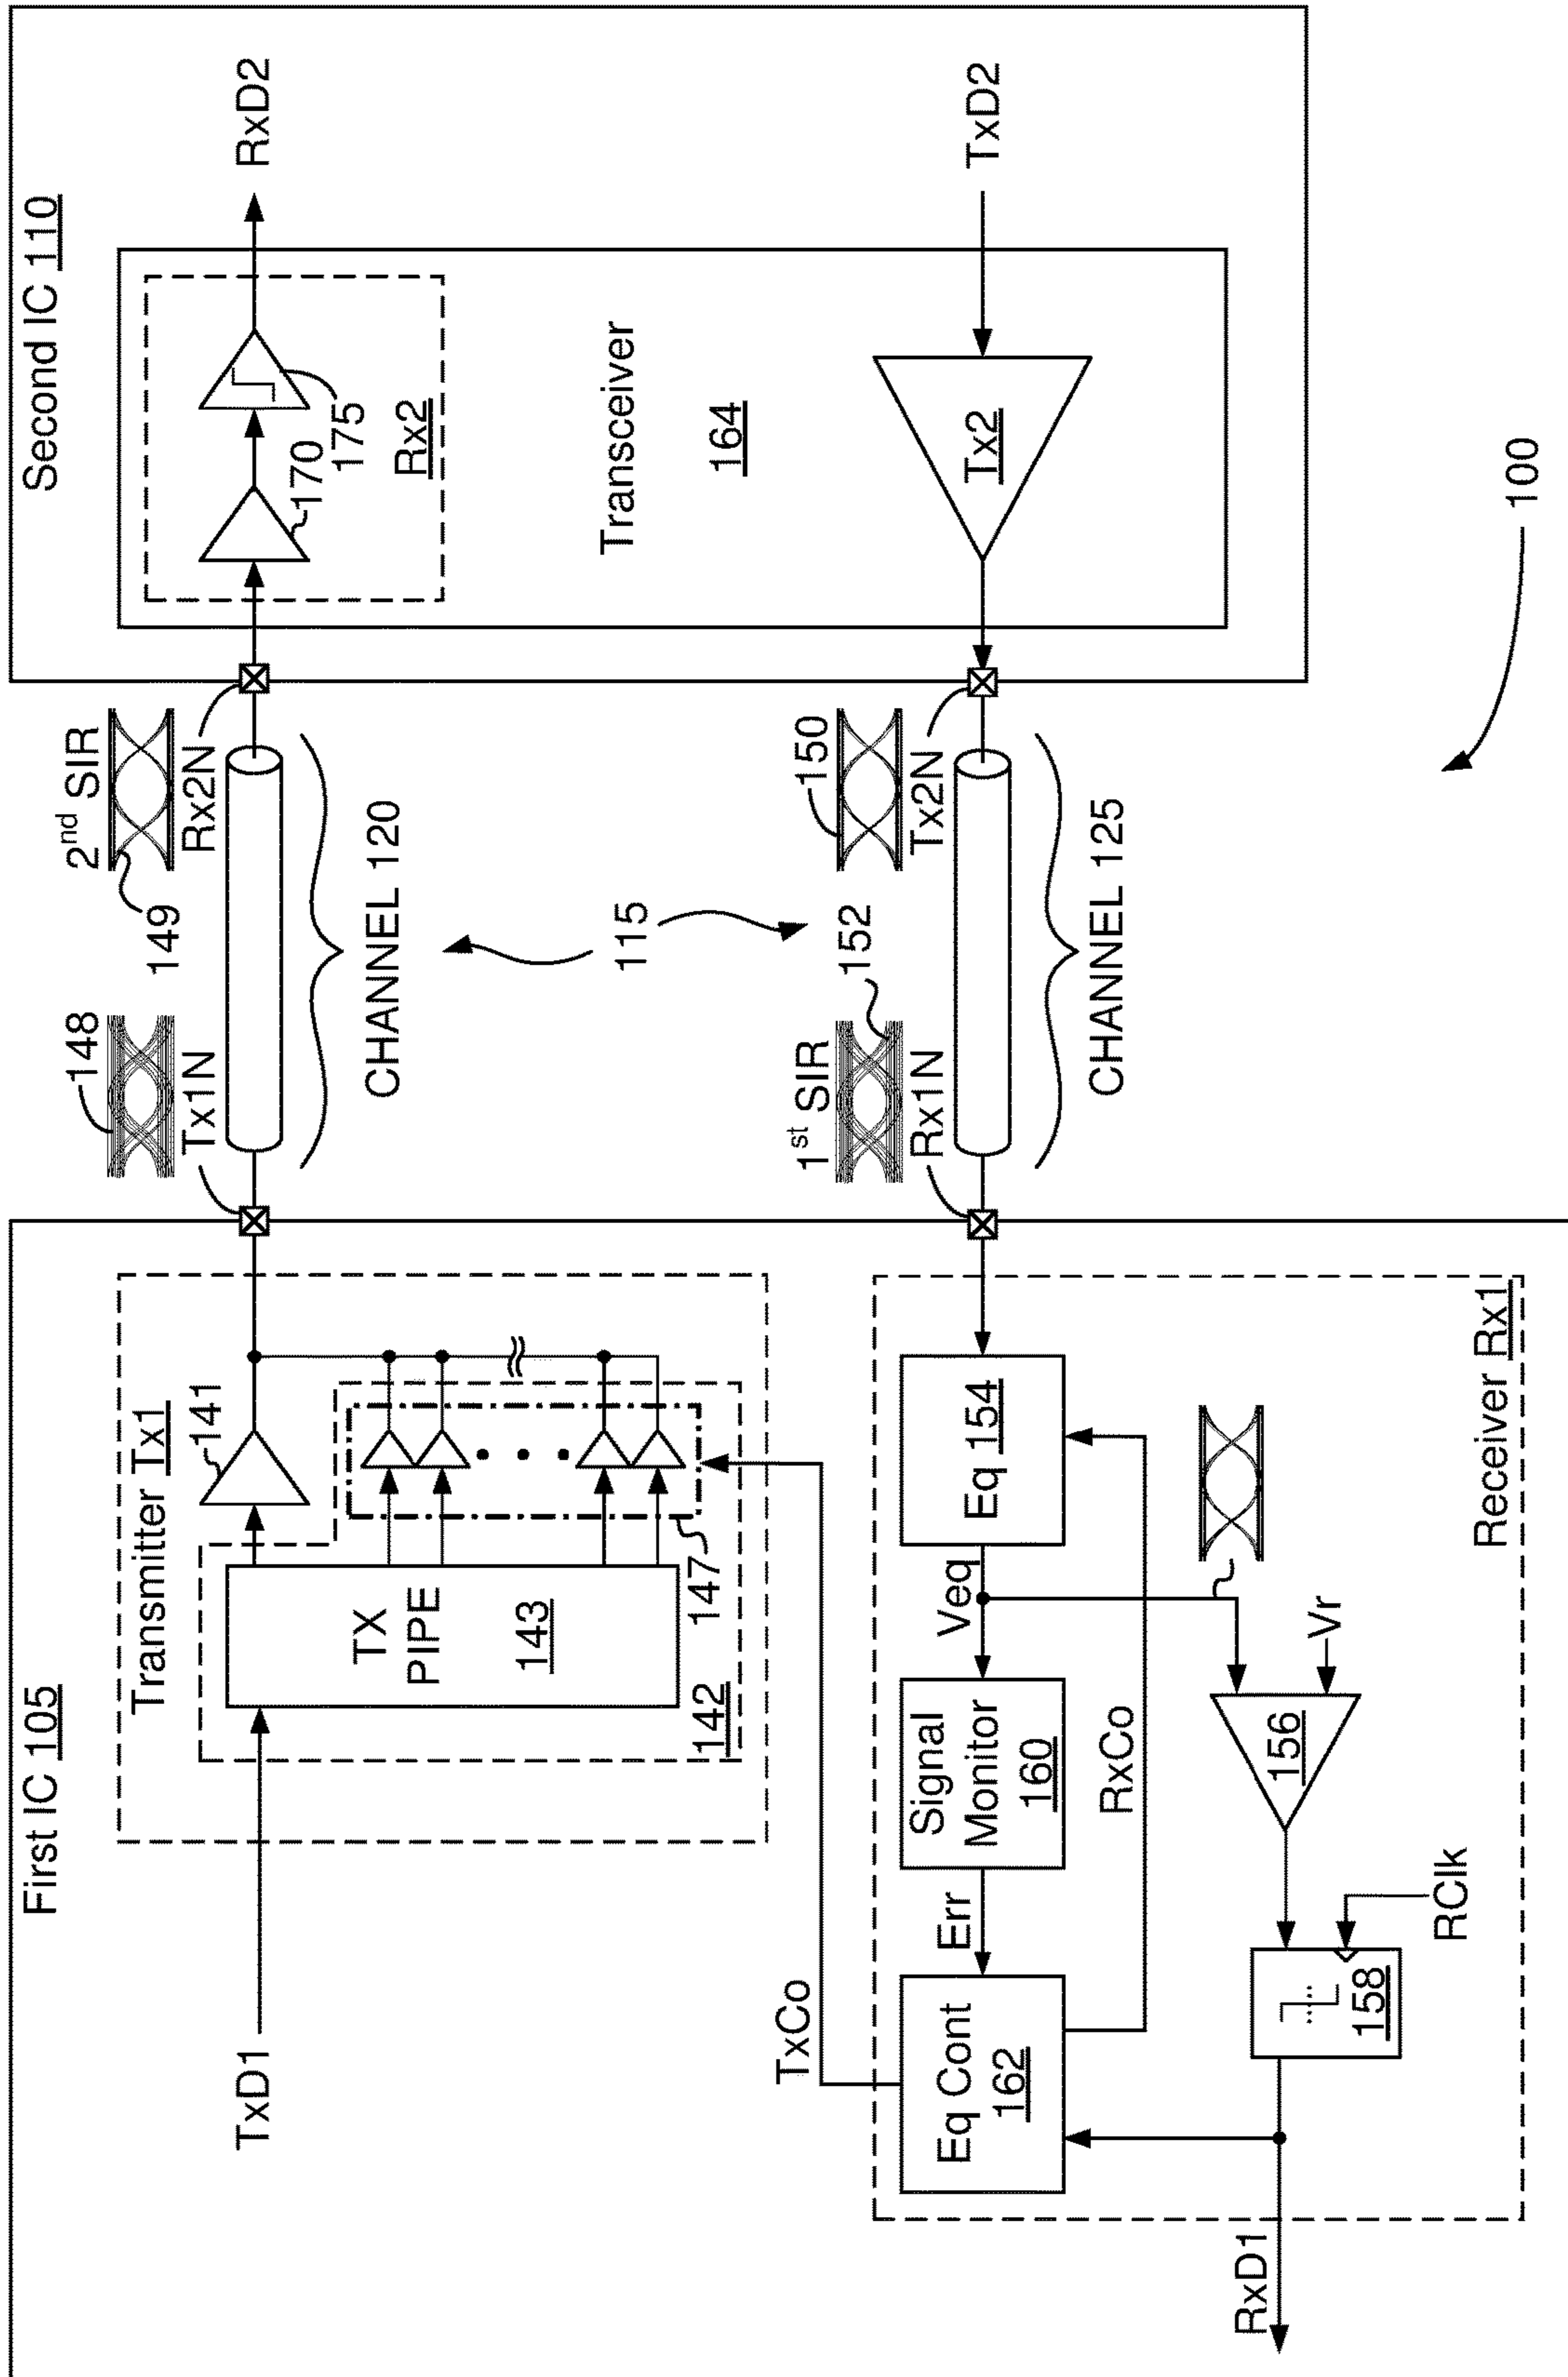 First IC 105
Second IC 110
TxD1
Transmitter Tx1
141
TX
PIPE
143
142
147
148
Tx1N
CHANNEL 120
2nd SIR
149
Rx2N
170
175
Rx2
RxD2
Transceiver
164
115
TxCo
Eq Cont
162
Err
Signal
Monitor
160
Veq
Eq 154
RxCo
1st SIR
152
Rx1N
CHANNEL 125
150
Tx2N
Tx2
TxD2
RxD1
158
RClk
156
Vr
Receiver Rx1
100